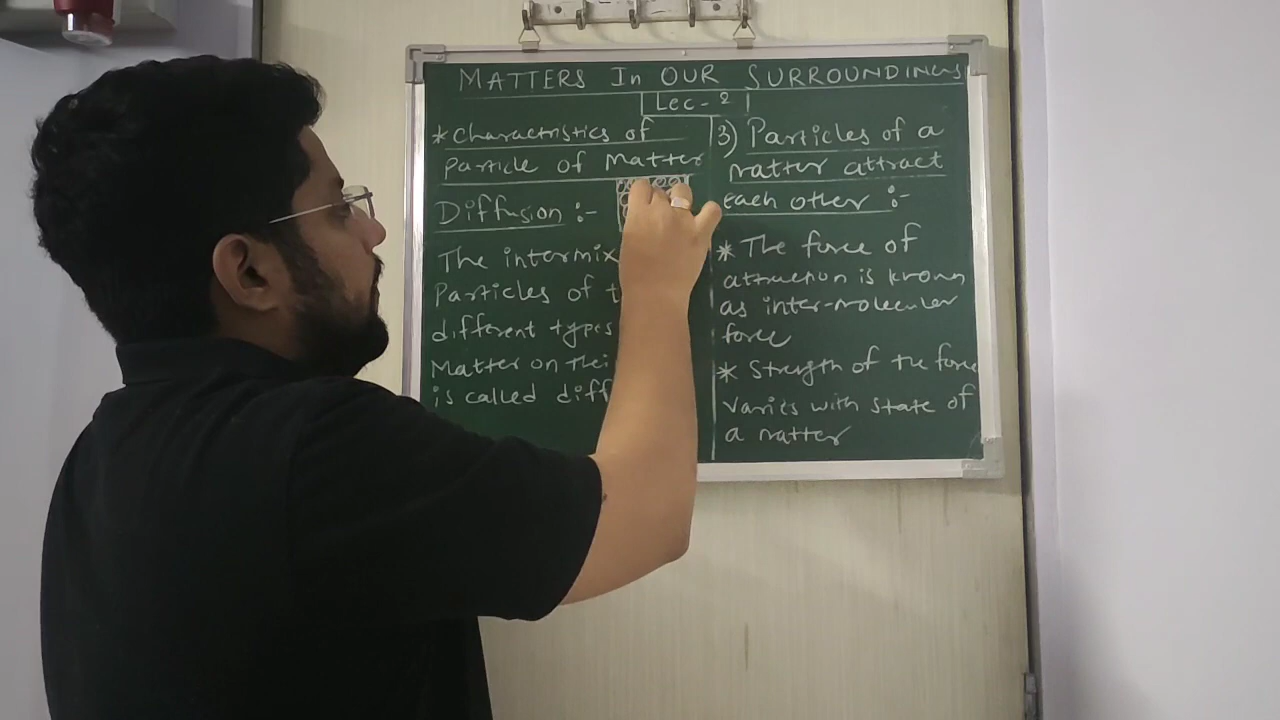 MATTERS In OUR SURROUNDINGS
Lec - 2
* Characteristics of
Particle of Matter
Diffusion :-
The intermix
Particles of t
different types
Matter on thei
is called diff
3) Particles of a
matter attract
each other :-
* The force of
attraction is known
as inter-molecular
force
* Strength of the force
Varies with state of
a matter